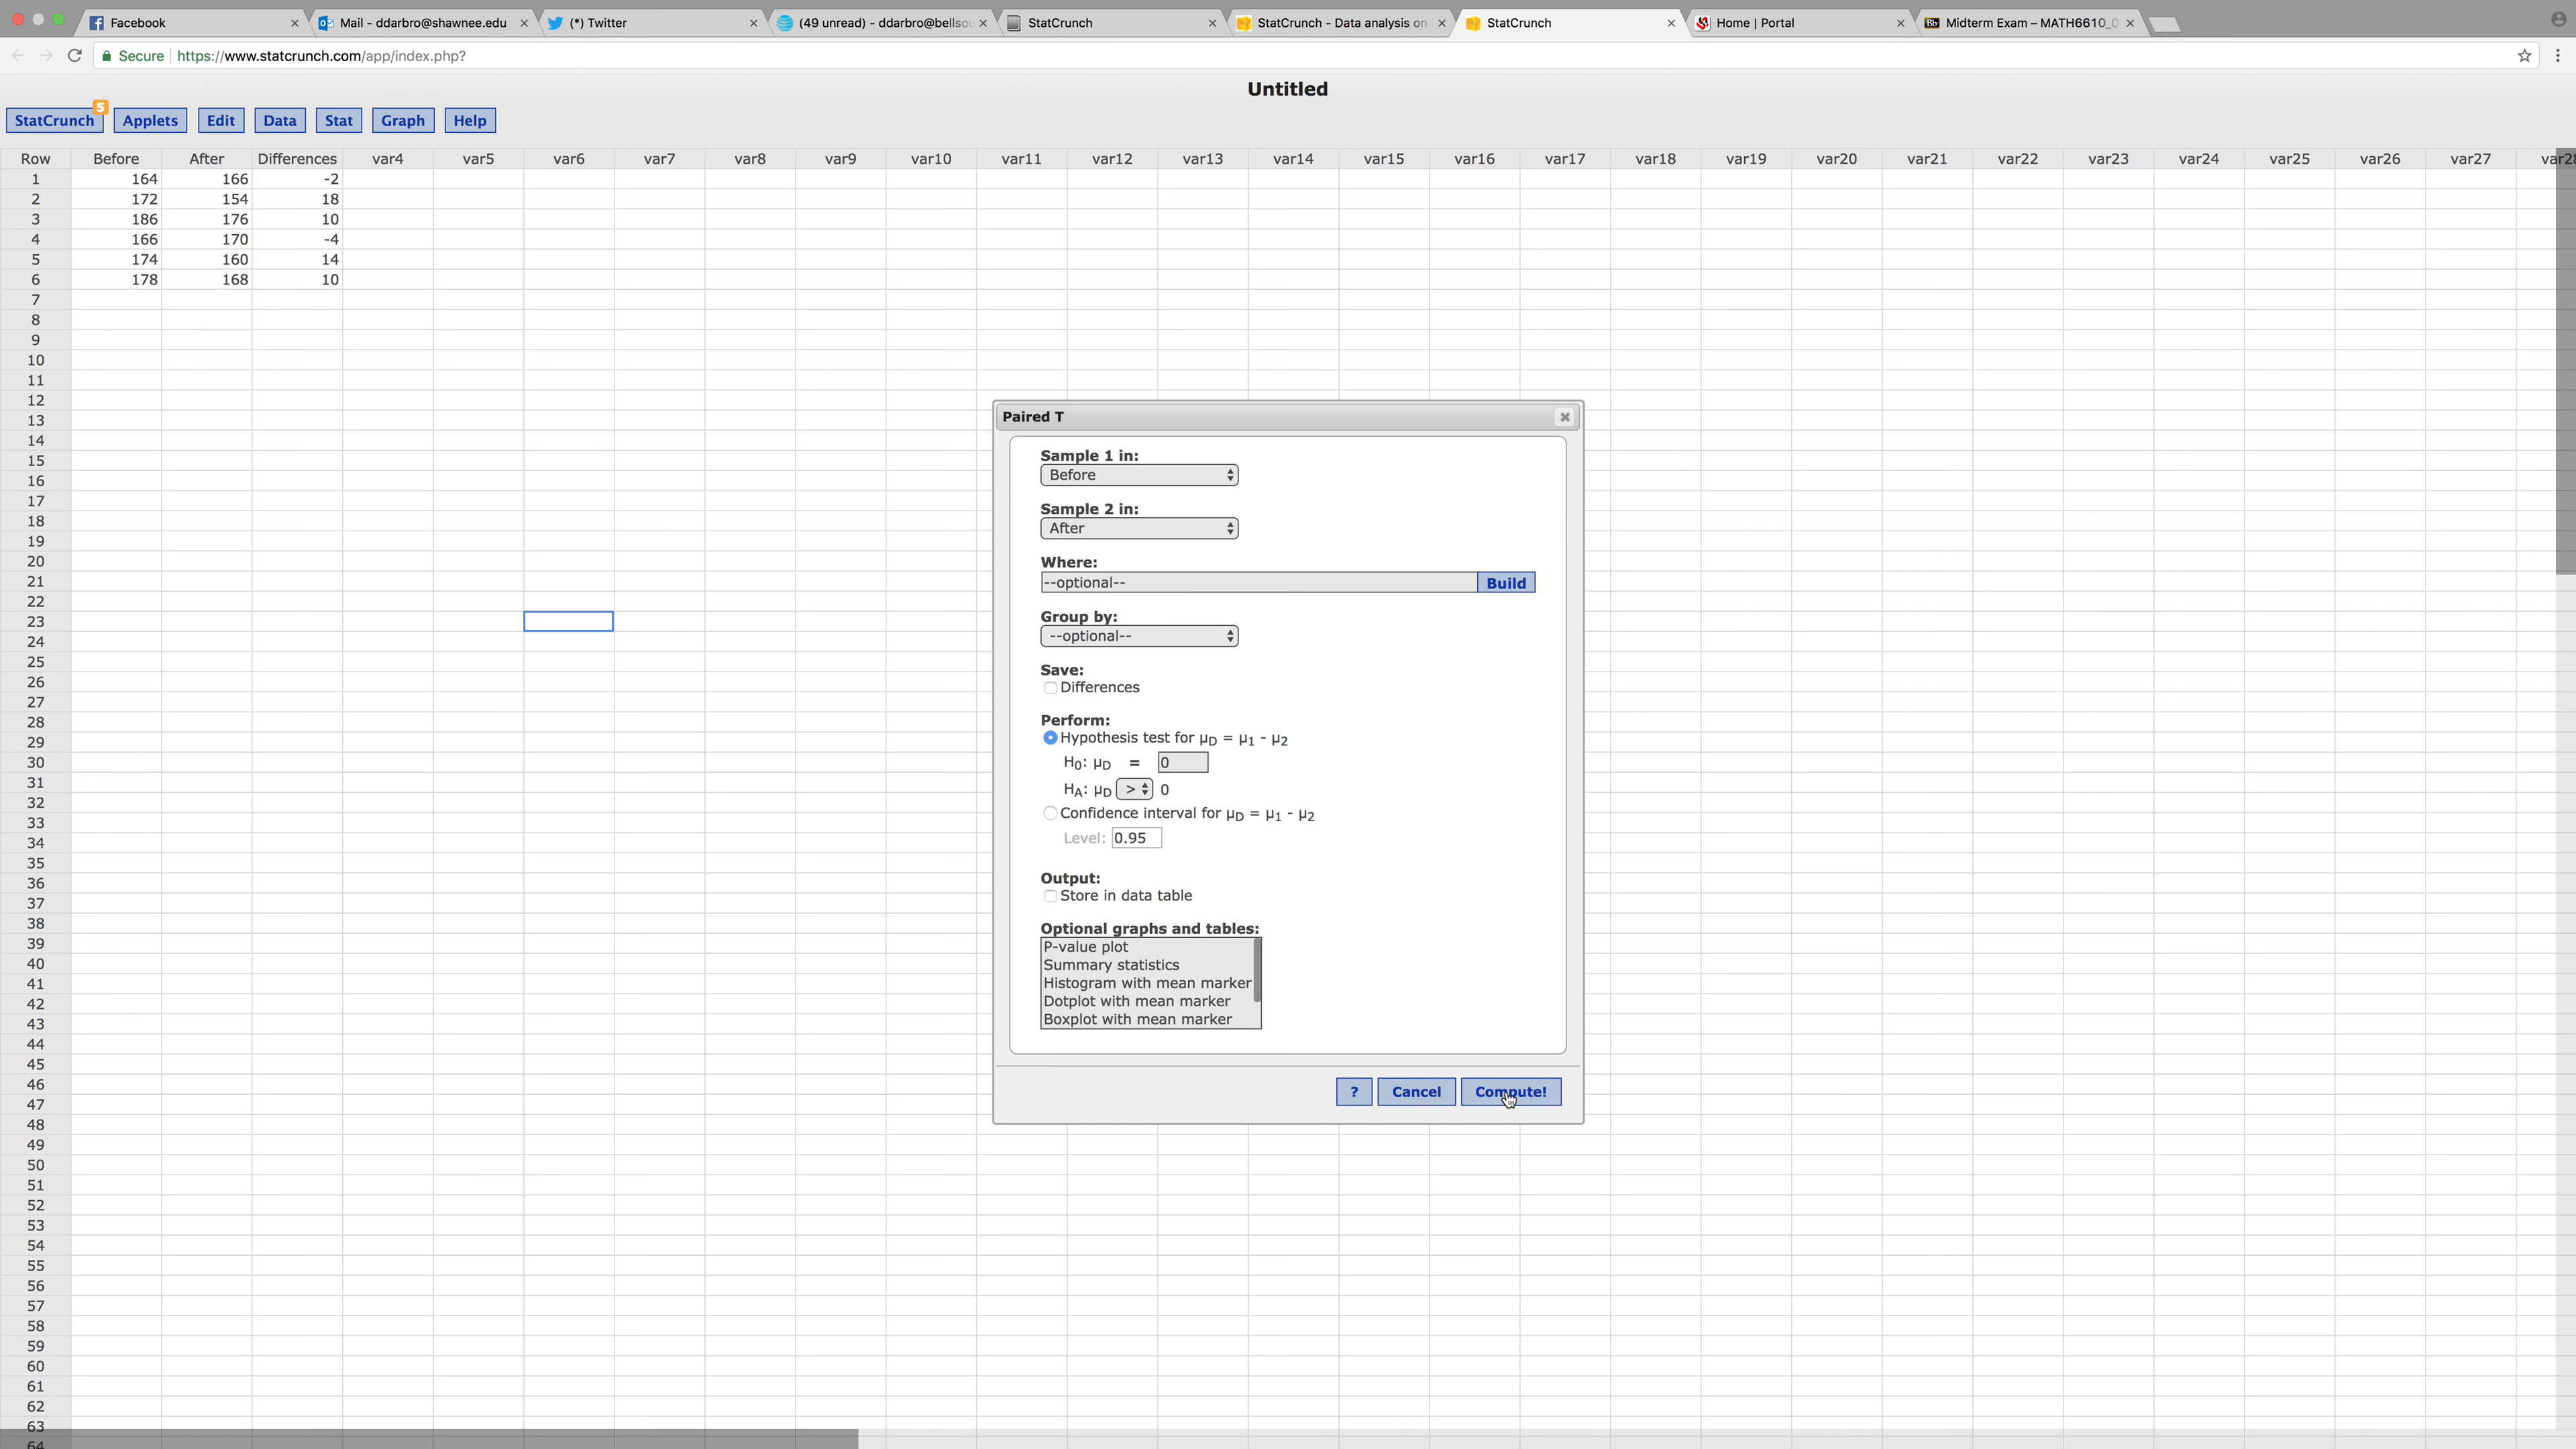 Facebook
Mail - ddarbro@shawnee.edu
(*) Twitter
(49 unread) - ddarbro@bellsou
StatCrunch
StatCrunch - Data analysis on
StatCrunch
Home | Portal
Bb Midterm Exam – MATH6610_0
Secure https://www.statcrunch.com/app/index.php?
Untitled
StatCrunch 5 Applets Edit Data Stat Graph Help
Row Before After Differences var4 var5 var6 var7 var8 var9 var10 var11 var12 var13 var14 var15 var16 var17 var18 var19 var20 var21 var22 var23 var24 var25 var26 var27 var28
1 164 166 -2
2 172 154 18
3 186 176 10
4 166 170 -4
5 174 160 14
6 178 168 10
7
8
9
10
11
12
13
14
15
16
17
18
19
20
21
22
23
24
25
26
27
28
29
30
31
32
33
34
35
36
37
38
39
40
41
42
43
44
45
46
47
48
49
50
51
52
53
54
55
56
57
58
59
60
61
62
63
64
Paired T
Sample 1 in:
Before
Sample 2 in:
After
Where:
--optional-- Build
Group by:
--optional--
Save:
Differences
Perform:
Hypothesis test for μD = μ1 - μ2
H0: μD = 0
HA: μD > 0
Confidence interval for μD = μ1 - μ2
Level: 0.95
Output:
Store in data table
Optional graphs and tables:
P-value plot
Summary statistics
Histogram with mean marker
Dotplot with mean marker
Boxplot with mean marker
? Cancel Compute!